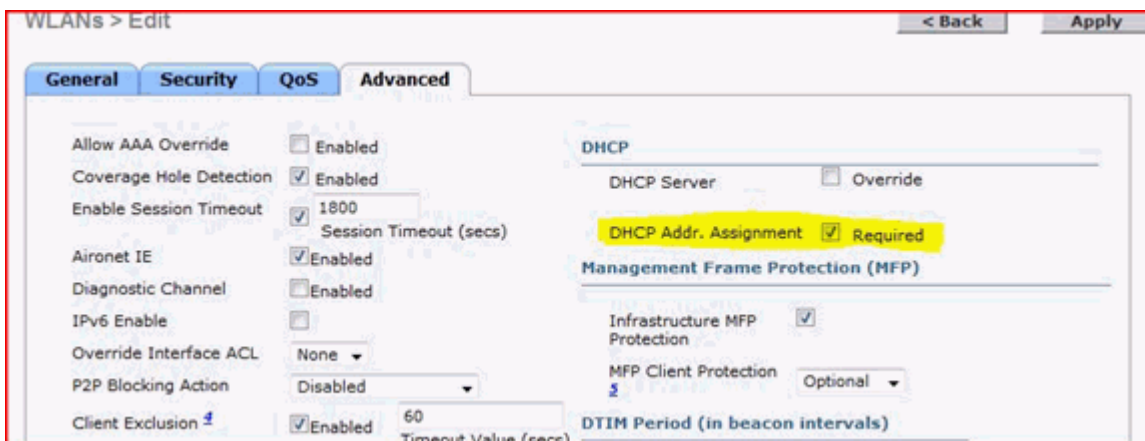 WLANs > Edit
< Back
Apply
General
Security
QoS
Advanced
Allow AAA Override
Enabled
Coverage Hole Detection
Enabled
Enable Session Timeout
1800
Session Timeout (secs)
Aironet IE
Enabled
Diagnostic Channel
Enabled
IPv6 Enable
Override Interface ACL
None
P2P Blocking Action
Disabled
Client Exclusion 4
Enabled
60
Timeout Value (secs)
DHCP
DHCP Server
Override
DHCP Addr. Assignment
Required
Management Frame Protection (MFP)
Infrastructure MFP
Protection
MFP Client Protection
5
Optional
DTIM Period (in beacon intervals)